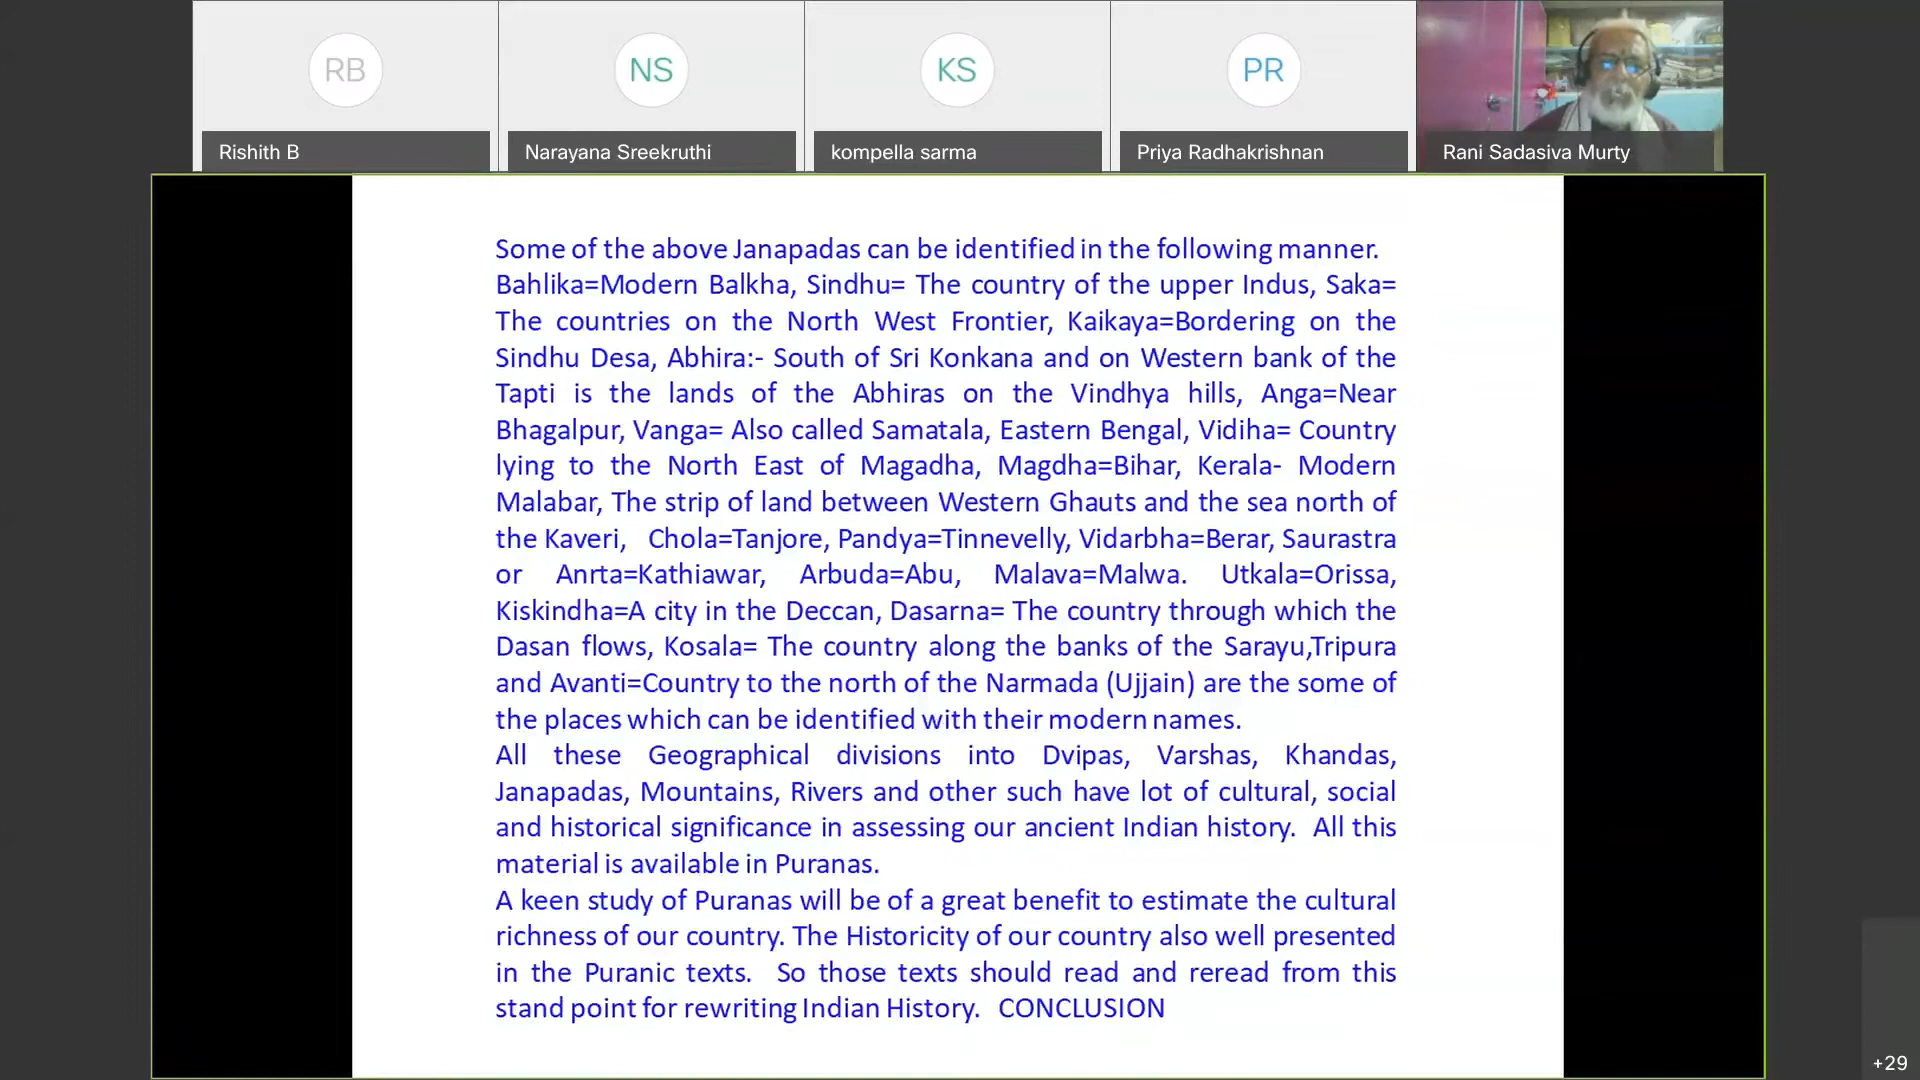 RB
NS
KS
PR
Rishith B
Narayana Sreekruthi
kompella sarma
Priya Radhakrishnan
Rani Sadasiva Murty
Some of the above Janapadas can be identified in the following manner.
Bahlika=Modern Balkha, Sindhu= The country of the upper Indus, Saka=
The countries on the North West Frontier, Kaikaya=Bordering on the
Sindhu Desa, Abhira:- South of Sri Konkana and on Western bank of the
Tapti is the lands of the Abhiras on the Vindhya hills, Anga=Near
Bhagalpur, Vanga= Also called Samatala, Eastern Bengal, Vidiha= Country
lying to the North East of Magadha, Magdha=Bihar, Kerala- Modern
Malabar, The strip of land between Western Ghauts and the sea north of
the Kaveri, Chola=Tanjore, Pandya=Tinnevelly, Vidarbha=Berar, Saurastra
or Anrta=Kathiawar, Arbuda=Abu, Malava=Malwa. Utkala=Orissa,
Kiskindha=A city in the Deccan, Dasarna= The country through which the
Dasan flows, Kosala= The country along the banks of the Sarayu,Tripura
and Avanti=Country to the north of the Narmada (Ujjain) are the some of
the places which can be identified with their modern names.
All these Geographical divisions into Dvipas, Varshas, Khandas,
Janapadas, Mountains, Rivers and other such have lot of cultural, social
and historical significance in assessing our ancient Indian history. All this
material is available in Puranas.
A keen study of Puranas will be of a great benefit to estimate the cultural
richness of our country. The Historicity of our country also well presented
in the Puranic texts. So those texts should read and reread from this
stand point for rewriting Indian History. CONCLUSION
+29